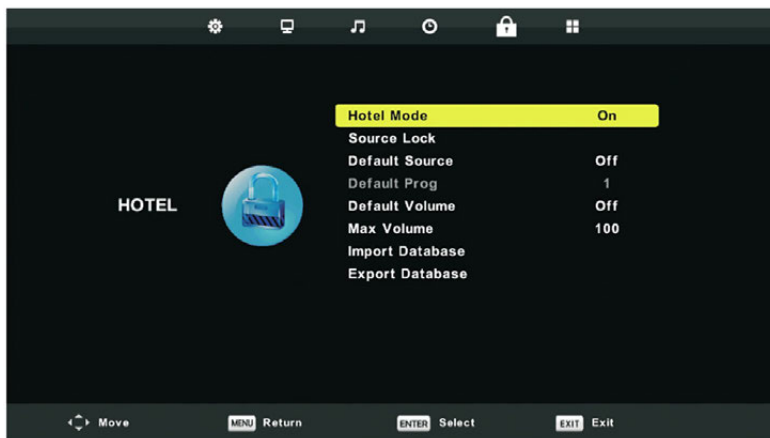 Hotel Mode On
Source Lock
Default Source Off
Default Prog 1
HOTEL
Default Volume Off
Max Volume 100
Import Database
Export Database
Move MENU Return ENTER Select EXIT Exit